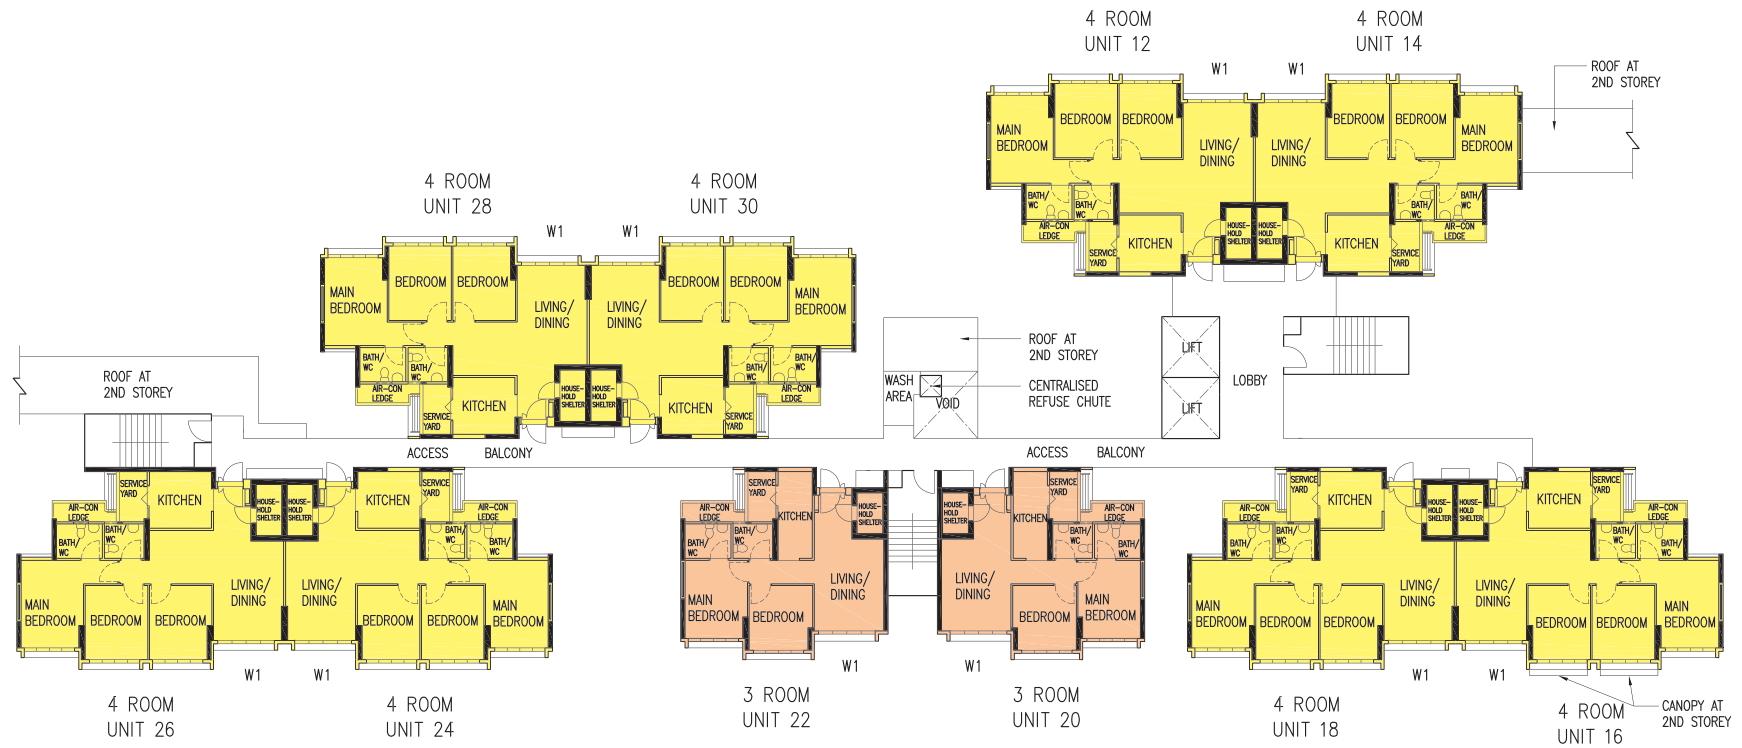 4 ROOM
UNIT 12
4 ROOM
UNIT 14
W1
W1
ROOF AT
2ND STOREY
MAIN
BEDROOM
BEDROOM
BEDROOM
LIVING/
DINING
LIVING/
DINING
BEDROOM
BEDROOM
MAIN
BEDROOM
BATH/
WC
BATH/
WC
AIR-CON
LEDGE
SERVICE
YARD
KITCHEN
HOUSE-
HOLD
SHELTER
HOUSE-
HOLD
SHELTER
KITCHEN
BATH/
WC
BATH/
WC
SERVICE
YARD
AIR-CON
LEDGE
4 ROOM
UNIT 28
4 ROOM
UNIT 30
W1
W1
MAIN
BEDROOM
BEDROOM
BEDROOM
LIVING/
DINING
LIVING/
DINING
BEDROOM
BEDROOM
MAIN
BEDROOM
BATH/
WC
BATH/
WC
AIR-CON
LEDGE
SERVICE
YARD
KITCHEN
HOUSE-
HOLD
SHELTER
HOUSE-
HOLD
SHELTER
KITCHEN
BATH/
WC
BATH/
WC
SERVICE
YARD
AIR-CON
LEDGE
ROOF AT
2ND STOREY
ROOF AT
2ND STOREY
WASH
AREA
VOID
CENTRALISED
REFUSE CHUTE
LIFT
LIFT
LOBBY
ACCESS BALCONY
ACCESS BALCONY
AIR-CON
LEDGE
SERVICE
YARD
KITCHEN
HOUSE-
HOLD
SHELTER
HOUSE-
HOLD
SHELTER
KITCHEN
SERVICE
YARD
AIR-CON
LEDGE
BATH/
WC
BATH/
WC
BATH/
WC
BATH/
WC
MAIN
BEDROOM
BEDROOM
BEDROOM
LIVING/
DINING
LIVING/
DINING
BEDROOM
BEDROOM
MAIN
BEDROOM
W1
W1
4 ROOM
UNIT 26
4 ROOM
UNIT 24
AIR-CON
LEDGE
SERVICE
YARD
KITCHEN
HOUSE-
HOLD
SHELTER
BATH/
WC
BATH/
WC
MAIN
BEDROOM
BEDROOM
LIVING/
DINING
W1
3 ROOM
UNIT 22
HOUSE-
HOLD
SHELTER
KITCHEN
SERVICE
YARD
AIR-CON
LEDGE
BATH/
WC
BATH/
WC
LIVING/
DINING
BEDROOM
MAIN
BEDROOM
W1
3 ROOM
UNIT 20
AIR-CON
LEDGE
SERVICE
YARD
KITCHEN
HOUSE-
HOLD
SHELTER
HOUSE-
HOLD
SHELTER
KITCHEN
SERVICE
YARD
AIR-CON
LEDGE
BATH/
WC
BATH/
WC
BATH/
WC
BATH/
WC
MAIN
BEDROOM
BEDROOM
BEDROOM
LIVING/
DINING
LIVING/
DINING
BEDROOM
BEDROOM
MAIN
BEDROOM
W1
W1
4 ROOM
UNIT 18
4 ROOM
UNIT 16
CANOPY AT
2ND STOREY